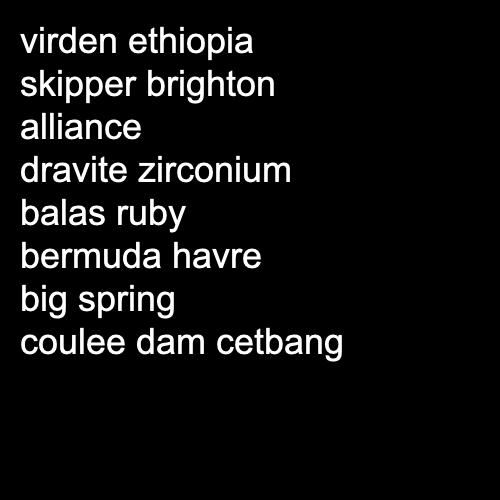 virden ethiopia
skipper brighton
alliance
dravite zirconium
balas ruby
bermuda havre
big spring
coulee dam cetbang